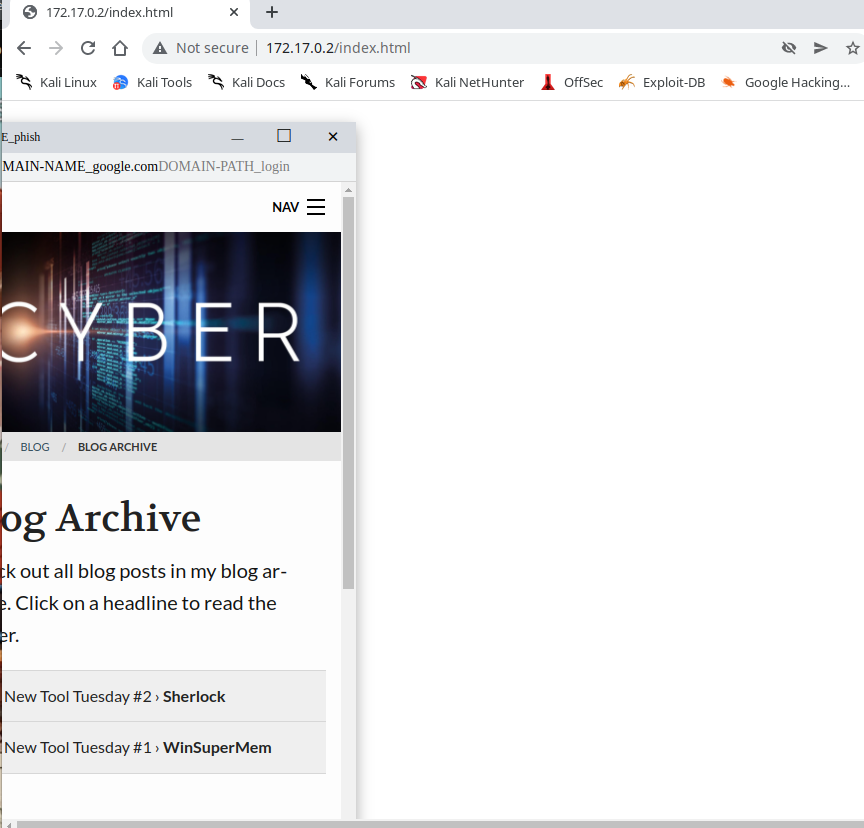 172.17.0.2/index.html
Not secure 172.17.0.2/index.html
Kali Linux Kali Tools Kali Docs Kali Forums Kali NetHunter OffSec Exploit-DB Google Hacking...
E_phish
MAIN-NAME_google.comDOMAIN-PATH_login
NAV
CYBER
/ BLOG / BLOG ARCHIVE
og Archive
ck out all blog posts in my blog ar-
e. Click on a headline to read the
er.
New Tool Tuesday #2 › Sherlock
New Tool Tuesday #1 › WinSuperMem